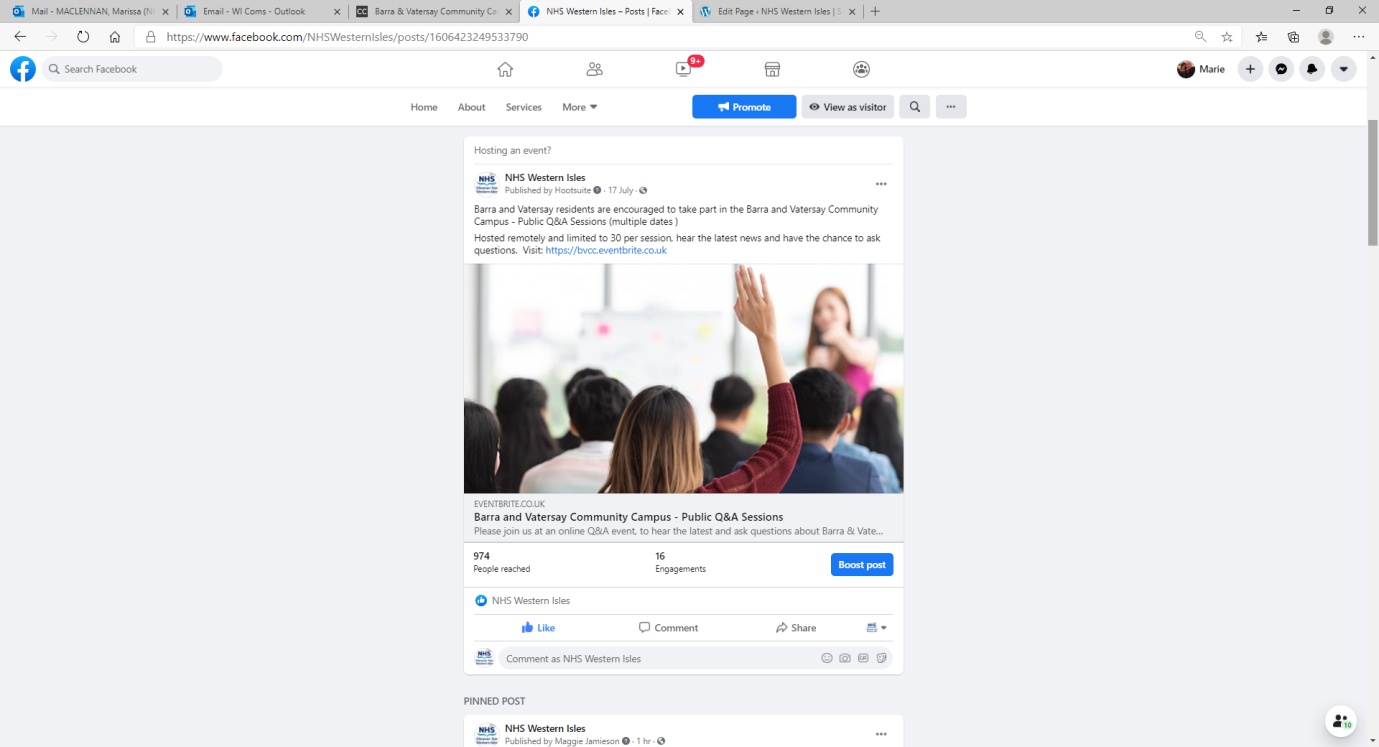 Mail - MACLENNAN, Marissa (N
Email - WI Coms - Outlook
CC Barra & Vatersay Community Ca
NHS Western Isles – Posts | Face
Edit Page ‹ NHS Western Isles | S
https://www.facebook.com/NHSWesternIsles/posts/1606423249533790
Search Facebook
9+
Marie
Home About Services More
Promote
View as visitor
Hosting an event?
NHS
NHS Western Isles
Published by Hootsuite · 17 July ·
Barra and Vatersay residents are encouraged to take part in the Barra and Vatersay Community
Campus - Public Q&A Sessions (multiple dates )
Hosted remotely and limited to 30 per session, hear the latest news and have the chance to ask
questions. Visit: https://bvcc.eventbrite.co.uk
EVENTBRITE.CO.UK
Barra and Vatersay Community Campus - Public Q&A Sessions
Please join us at an online Q&A event, to hear the latest and ask questions about Barra & Vate...
974
People reached
16
Engagements
Boost post
NHS Western Isles
Like Comment Share
NHS
Comment as NHS Western Isles
GIF
PINNED POST
NHS
NHS Western Isles
Published by Maggie Jamieson · 1 hr ·
10